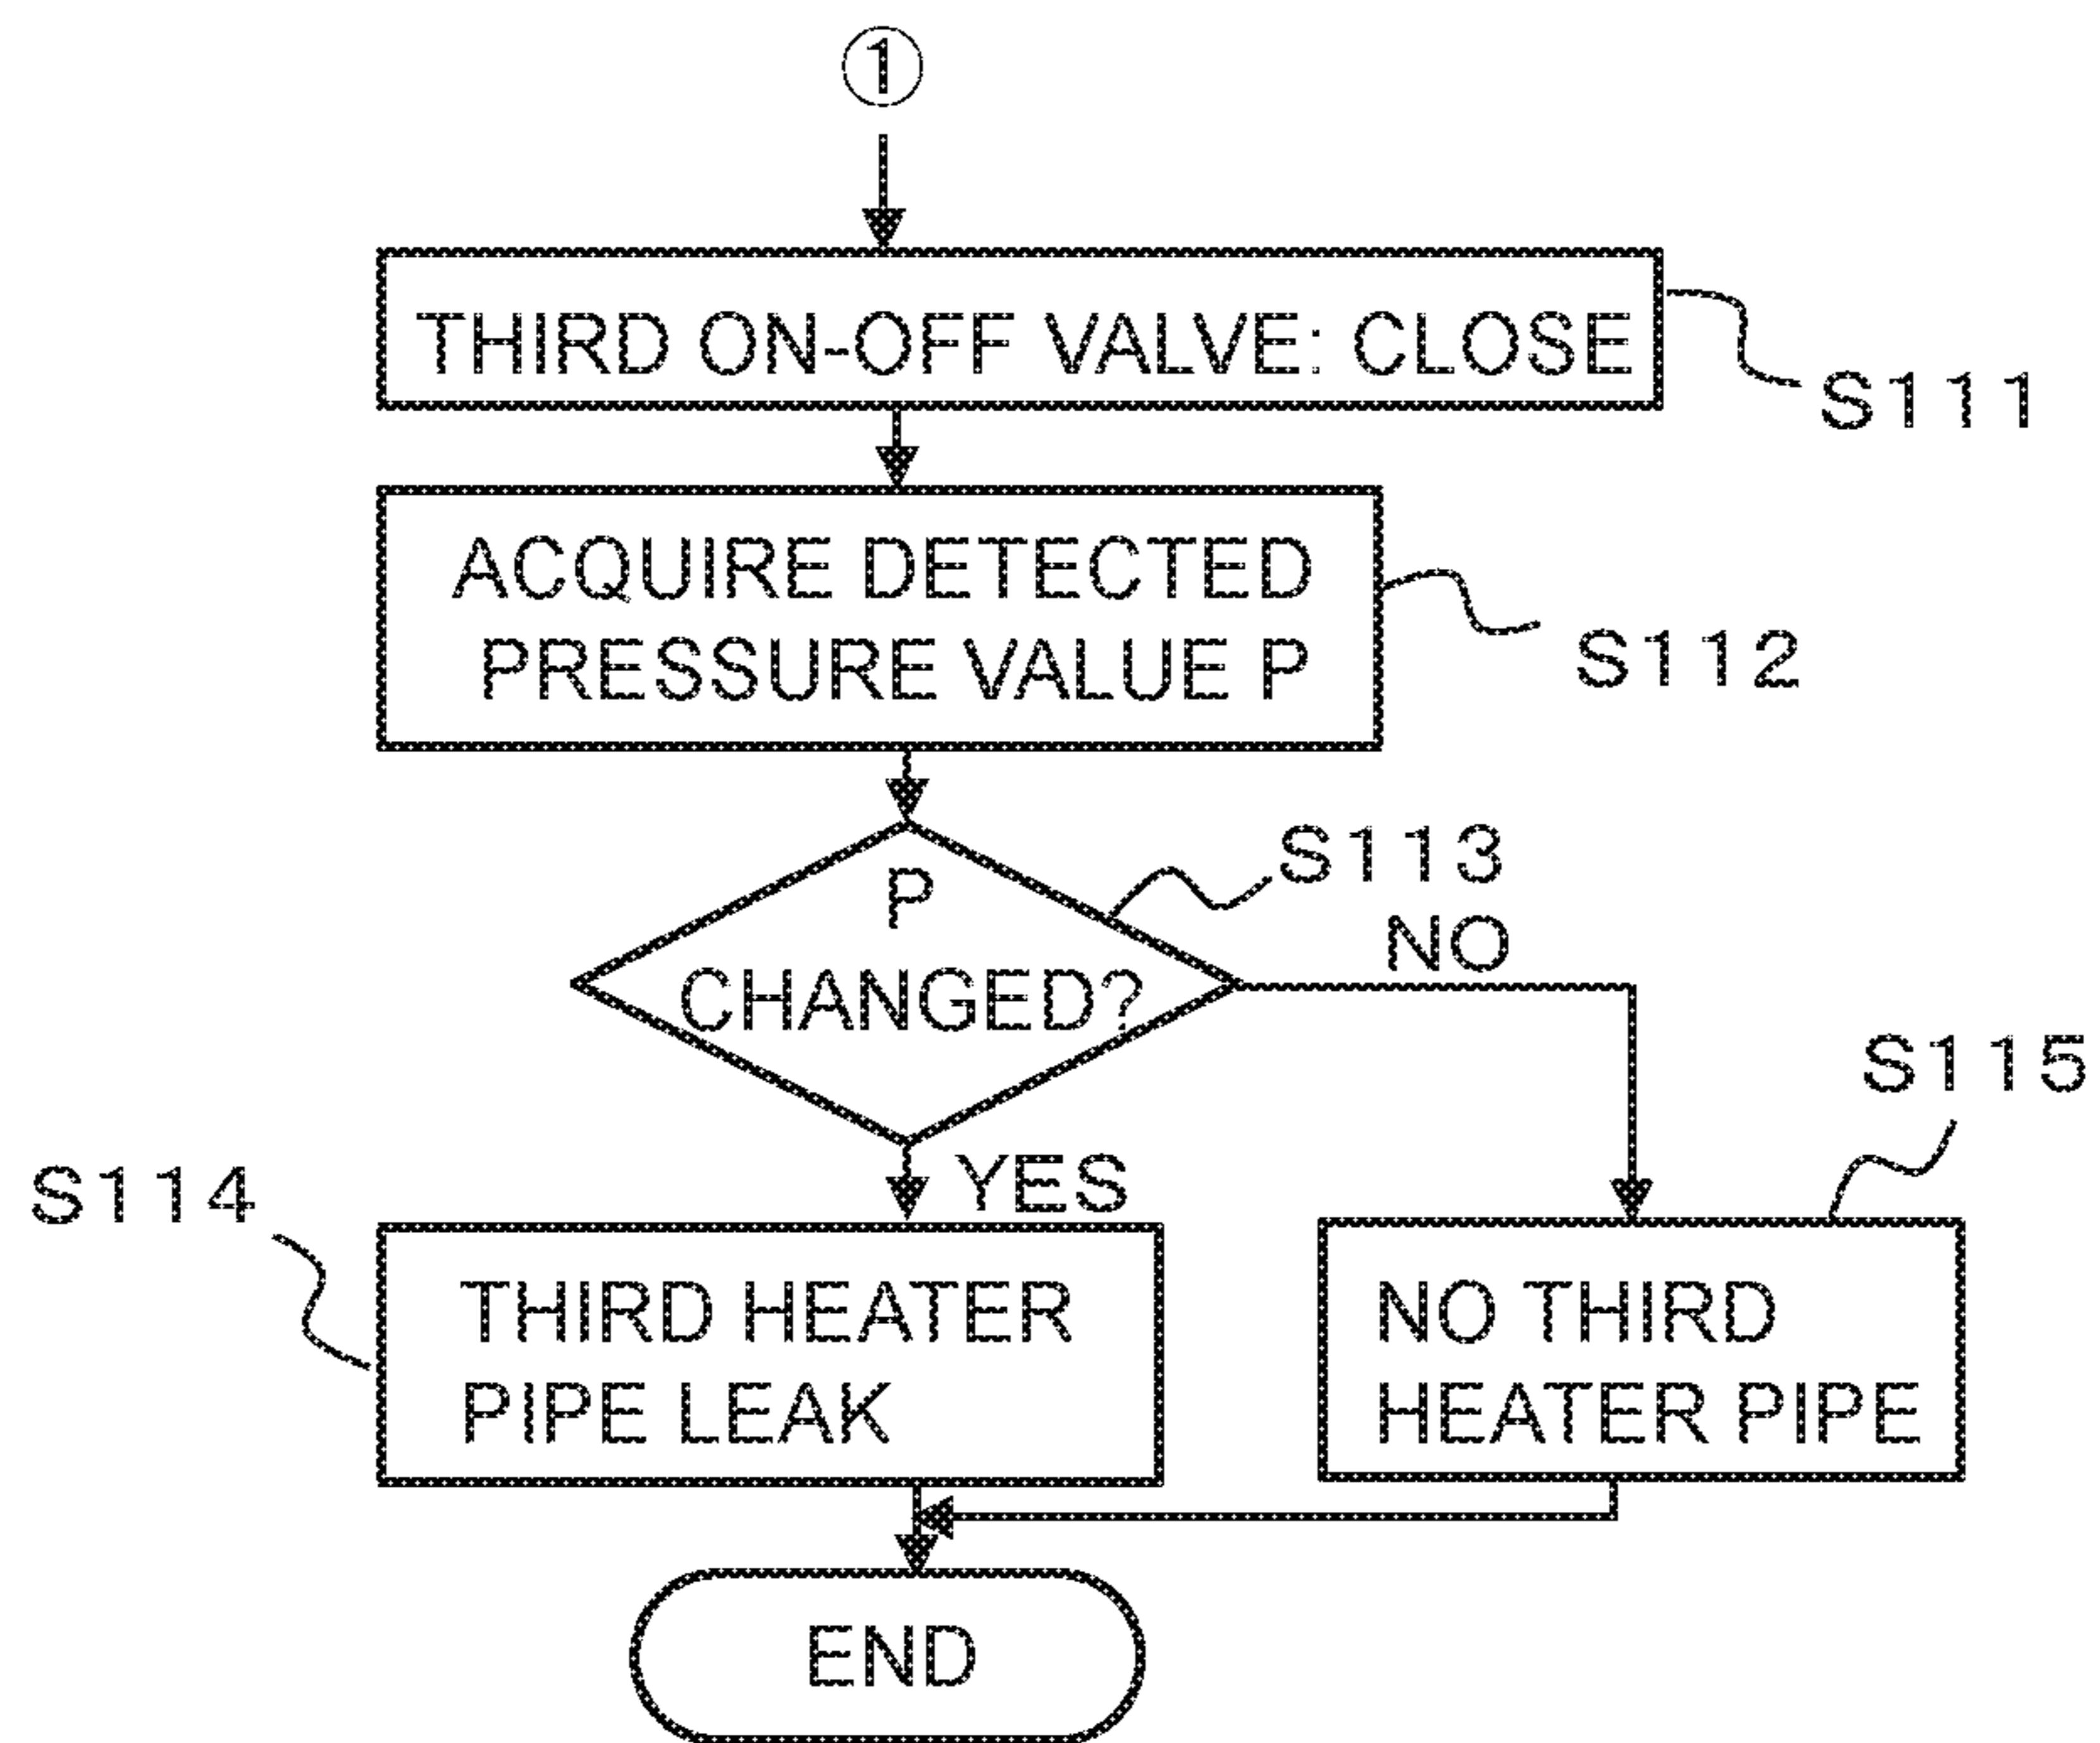 ①
THIRD ON-OFF VALVE: CLOSE
S111
ACQUIRE DETECTED
PRESSURE VALUE P
S112
P
CHANGED?
S113
NO
YES
S114
THIRD HEATER
PIPE LEAK
S115
NO THIRD
HEATER PIPE
END